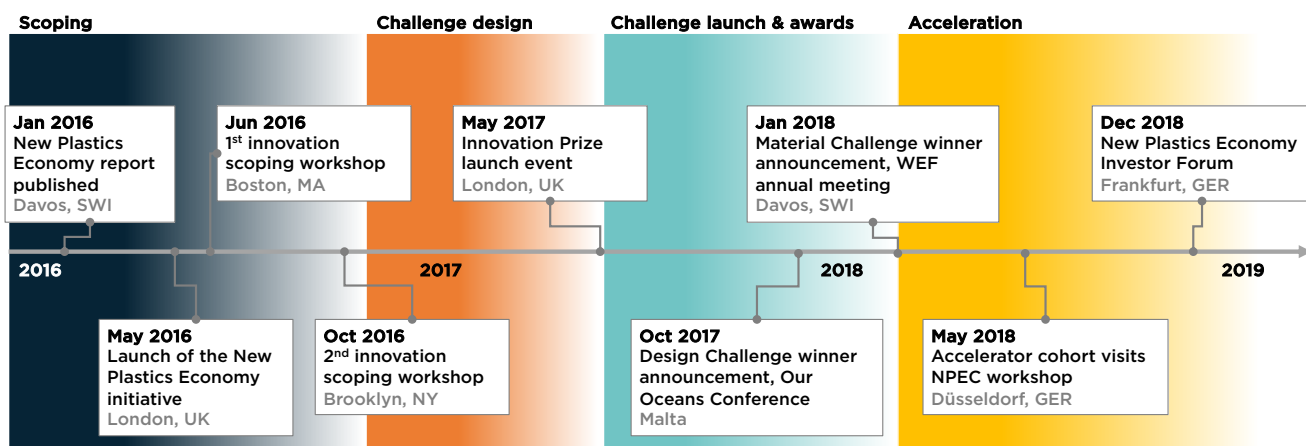 Scoping
Challenge design
Challenge launch & awards
Acceleration
Jan 2016
New Plastics
Economy report
published
Davos, SWI
Jun 2016
1st innovation
scoping workshop
Boston, MA
May 2017
Innovation Prize
launch event
London, UK
Jan 2018
Material Challenge winner
announcement, WEF
annual meeting
Davos, SWI
Dec 2018
New Plastics Economy
Investor Forum
Frankfurt, GER
2016
2017
2018
2019
May 2016
Launch of the New
Plastics Economy
initiative
London, UK
Oct 2016
2nd innovation
scoping workshop
Brooklyn, NY
Oct 2017
Design Challenge winner
announcement, Our
Oceans Conference
Malta
May 2018
Accelerator cohort visits
NPEC workshop
Düsseldorf, GER